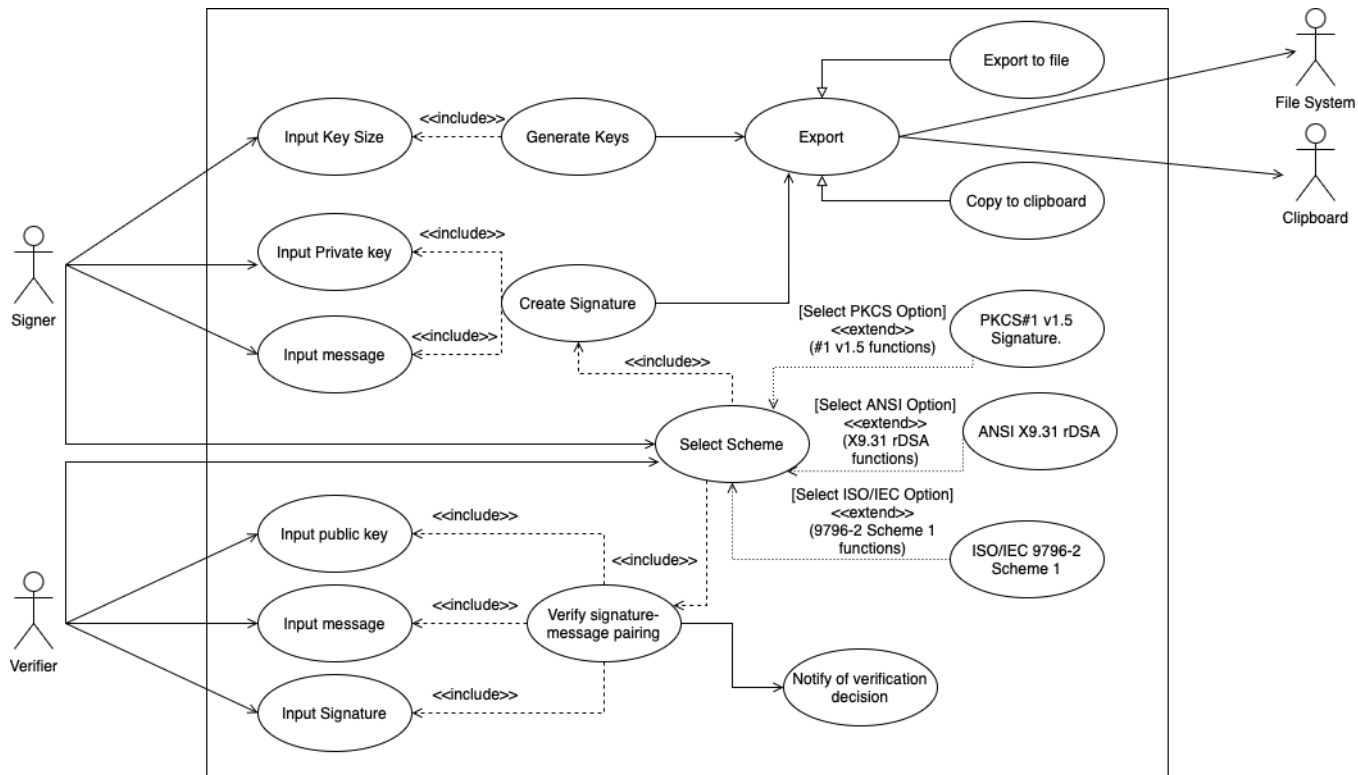 Export to file
File System
<<include>>
Input Key Size
Generate Keys
Export
Copy to clipboard
Clipboard
Signer
<<include>>
Input Private key
Create Signature
Input message
<<include>>
[Select PKCS Option]
<<extend>>
(#1 v1.5 functions)
PKCS#1 v1.5
Signature.
<<include>>
Select Scheme
[Select ANSI Option]
<<extend>>
(X9.31 rDSA
functions)
ANSI X9.31 rDSA
[Select ISO/IEC Option]
<<extend>>
(9796-2 Scheme 1
functions)
ISO/IEC 9796-2
Scheme 1
<<include>>
Input public key
<<include>>
Verifier
Input message
<<include>>
Verify signature-
message pairing
Input Signature
<<include>>
Notify of verification
decision